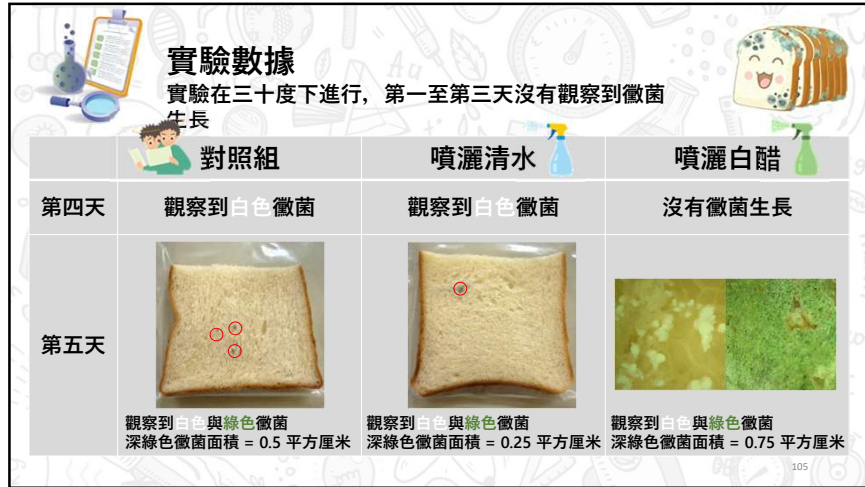 實驗數據
實驗在三十度下進行，第一至第三天沒有觀察到黴菌
生長
對照組
噴灑清水
噴灑白醋
第四天
觀察到白色黴菌
觀察到白色黴菌
沒有黴菌生長
第五天
觀察到白色與綠色黴菌
深綠色黴菌面積 = 0.5 平方厘米
觀察到白色與綠色黴菌
深綠色黴菌面積 = 0.25 平方厘米
觀察到白色與綠色黴菌
深綠色黴菌面積 = 0.75 平方厘米
105